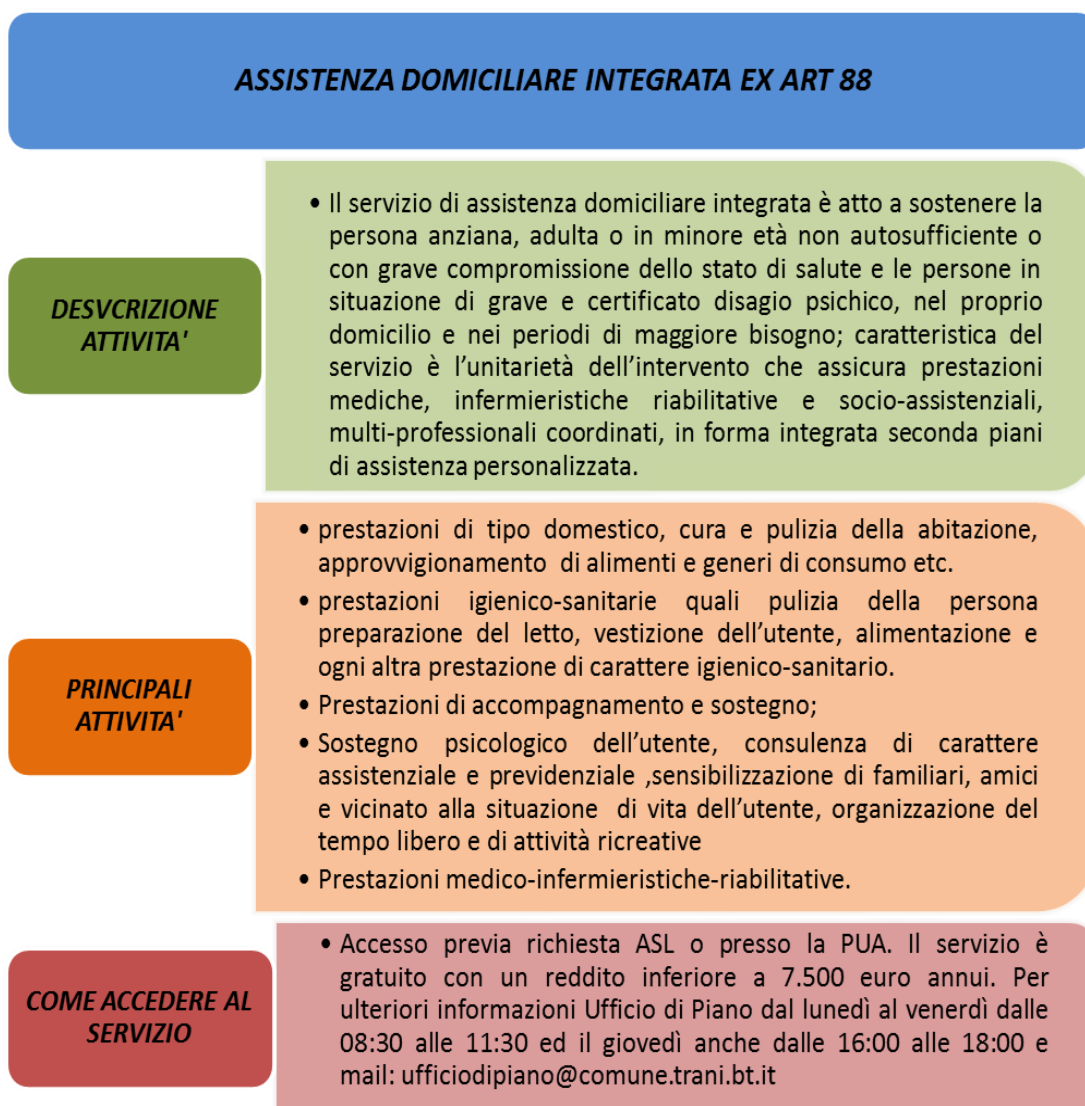 ASSISTENZA DOMICILIARE INTEGRATA EX ART 88
DESVCRIZIONE
ATTIVITA'
• Il servizio di assistenza domiciliare integrata è atto a sostenere la
persona anziana, adulta o in minore età non autosufficiente o
con grave compromissione dello stato di salute e le persone in
situazione di grave e certificato disagio psichico, nel proprio
domicilio e nei periodi di maggiore bisogno; caratteristica del
servizio è l'unitarietà dell'intervento che assicura prestazioni
mediche, infermieristiche riabilitative e socio-assistenziali,
multi-professionali coordinati, in forma integrata seconda piani
di assistenza personalizzata.
PRINCIPALI
ATTIVITA'
• prestazioni di tipo domestico, cura e pulizia della abitazione,
approvvigionamento di alimenti e generi di consumo etc.
• prestazioni igienico-sanitarie quali pulizia della persona
preparazione del letto, vestizione dell'utente, alimentazione e
ogni altra prestazione di carattere igienico-sanitario.
• Prestazioni di accompagnamento e sostegno;
• Sostegno psicologico dell'utente, consulenza di carattere
assistenziale e previdenziale ,sensibilizzazione di familiari, amici
e vicinato alla situazione di vita dell'utente, organizzazione del
tempo libero e di attività ricreative
• Prestazioni medico-infermieristiche-riabilitative.
COME ACCEDERE AL
SERVIZIO
• Accesso previa richiesta ASL o presso la PUA. Il servizio è
gratuito con un reddito inferiore a 7.500 euro annui. Per
ulteriori informazioni Ufficio di Piano dal lunedì al venerdì dalle
08:30 alle 11:30 ed il giovedì anche dalle 16:00 alle 18:00 e
mail: ufficiodipiano@comune.trani.bt.it